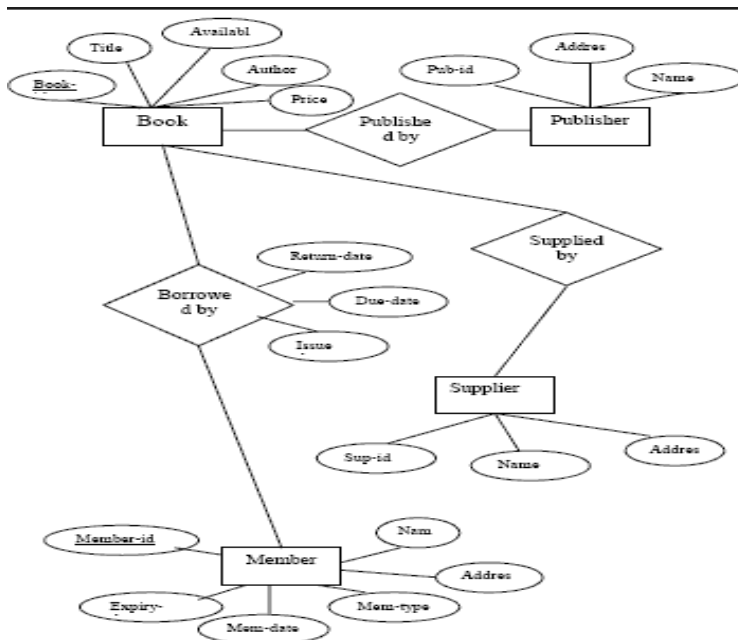 Availabl
Title
Addres
Pub-id
Author
Name
Book-
Price
Book
Publishe
d by
Publisher
Supplied
by
Return-date
Borrowe
d by
Due-date
Issue
Supplier
Sup-id
Name
Addres
Member-id
Nam
Member
Addres
Expiry-
Mem-type
Mem-date